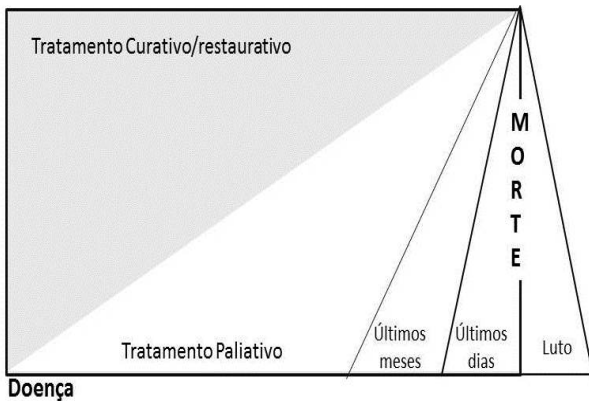 Tratamento Curativo/restaurativo
M
O
R
T
E
Tratamento Paliativo
Últimos
meses
Últimos
dias
Luto
Doença